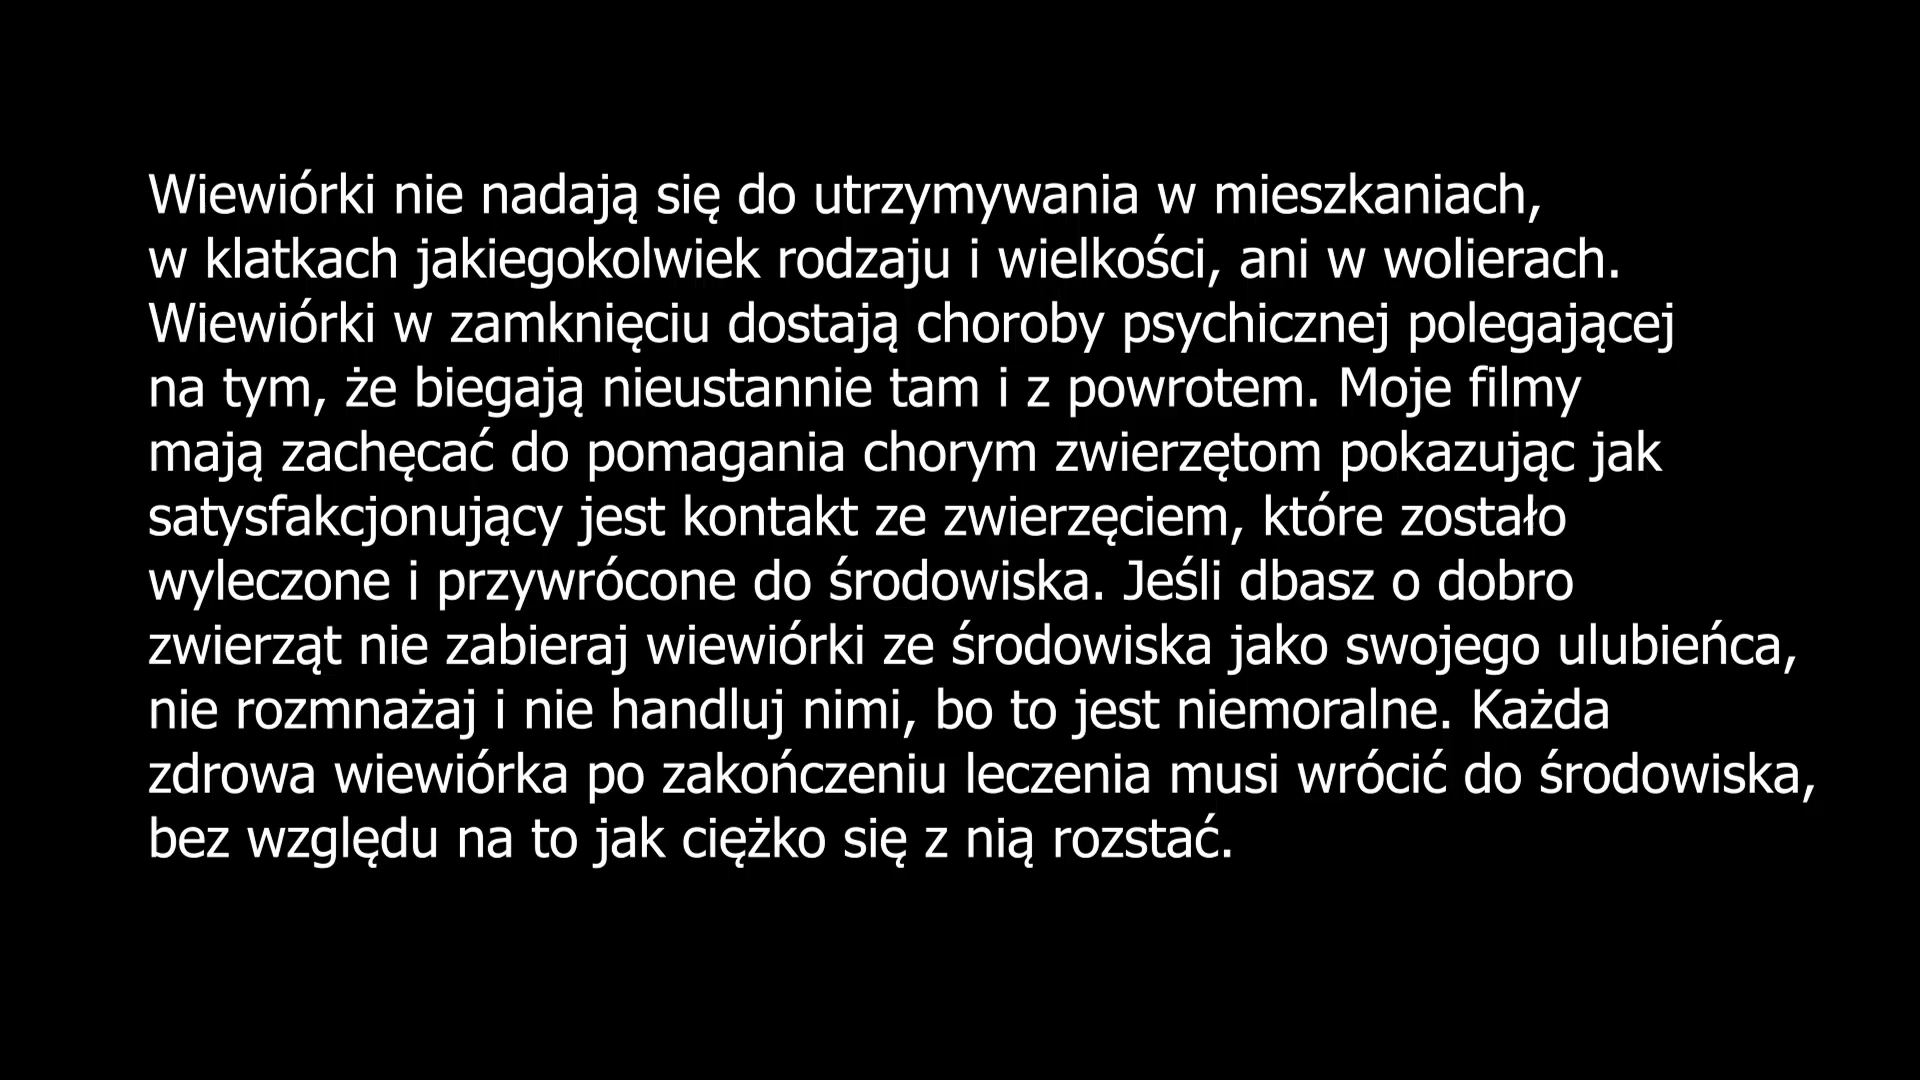 Wiewiórki nie nadają się do utrzymywania w mieszkaniach,
w klatkach jakiegokolwiek rodzaju i wielkości, ani w wolierach.
Wiewiórki w zamknięciu dostają choroby psychicznej polegającej
na tym, że biegają nieustannie tam i z powrotem. Moje filmy
mają zachęcać do pomagania chorym zwierzętom pokazując jak
satysfakcjonujący jest kontakt ze zwierzęciem, które zostało
wyleczone i przywrócone do środowiska. Jeśli dbasz o dobro
zwierząt nie zabieraj wiewiórki ze środowiska jako swojego ulubieńca,
nie rozmnażaj i nie handluj nimi, bo to jest niemoralne. Każda
zdrowa wiewiórka po zakończeniu leczenia musi wrócić do środowiska,
bez względu na to jak ciężko się z nią rozstać.